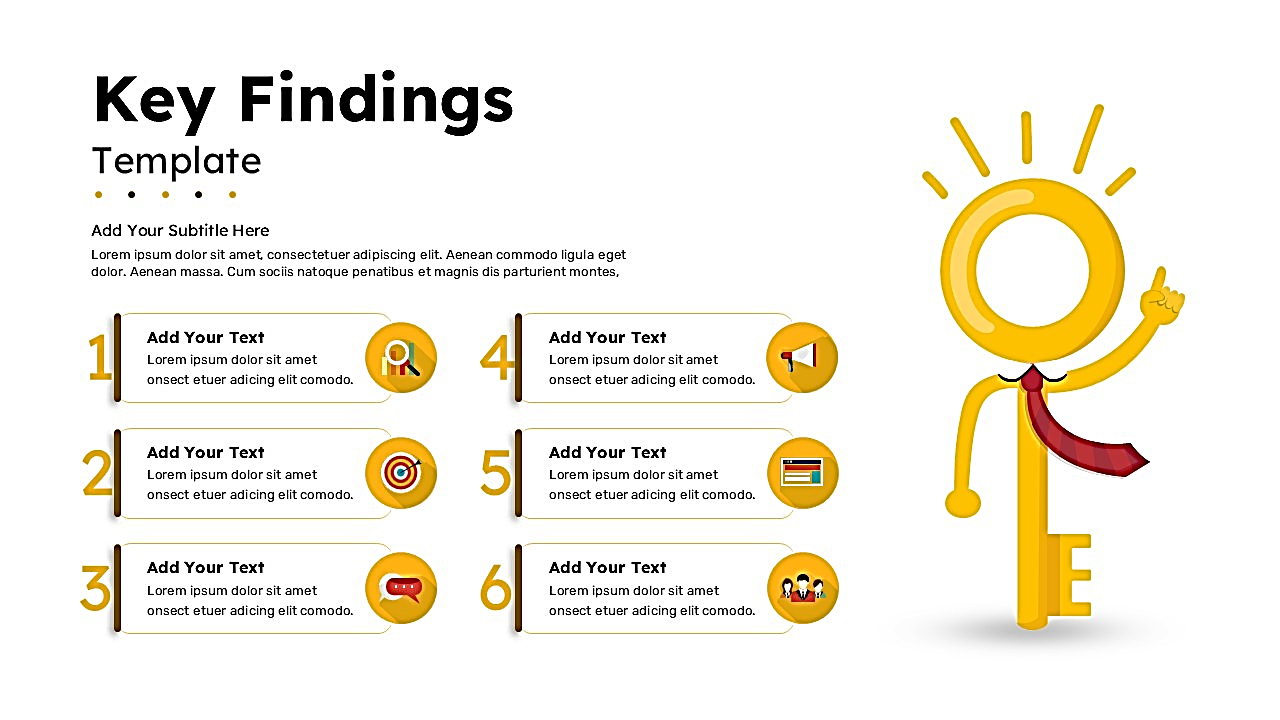 Key Findings
Template
Add Your Subtitle Here
Lorem ipsum dolor sit amet, consectetuer adipiscing elit. Aenean commodo ligula eget
dolor. Aenean massa. Cum sociis natoque penatibus et magnis dis parturient montes,
1
Add Your Text
Lorem ipsum dolor sit amet
onsect etuer adicing elit comodo.
2
Add Your Text
Lorem ipsum dolor sit amet
onsect etuer adicing elit comodo.
3
Add Your Text
Lorem ipsum dolor sit amet
onsect etuer adicing elit comodo.
4
Add Your Text
Lorem ipsum dolor sit amet
onsect etuer adicing elit comodo.
5
Add Your Text
Lorem ipsum dolor sit amet
onsect etuer adicing elit comodo.
6
Add Your Text
Lorem ipsum dolor sit amet
onsect etuer adicing elit comodo.